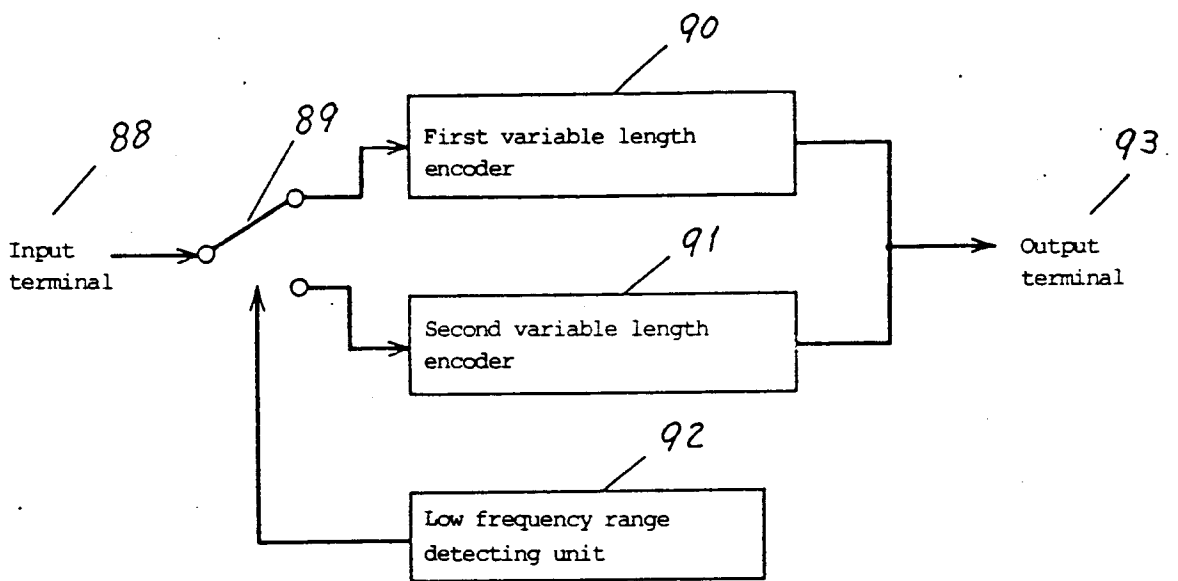 90
First variable length
encoder
88
89
93
Input
terminal
91
Output
terminal
Second variable length
encoder
92
Low frequency range
detecting unit